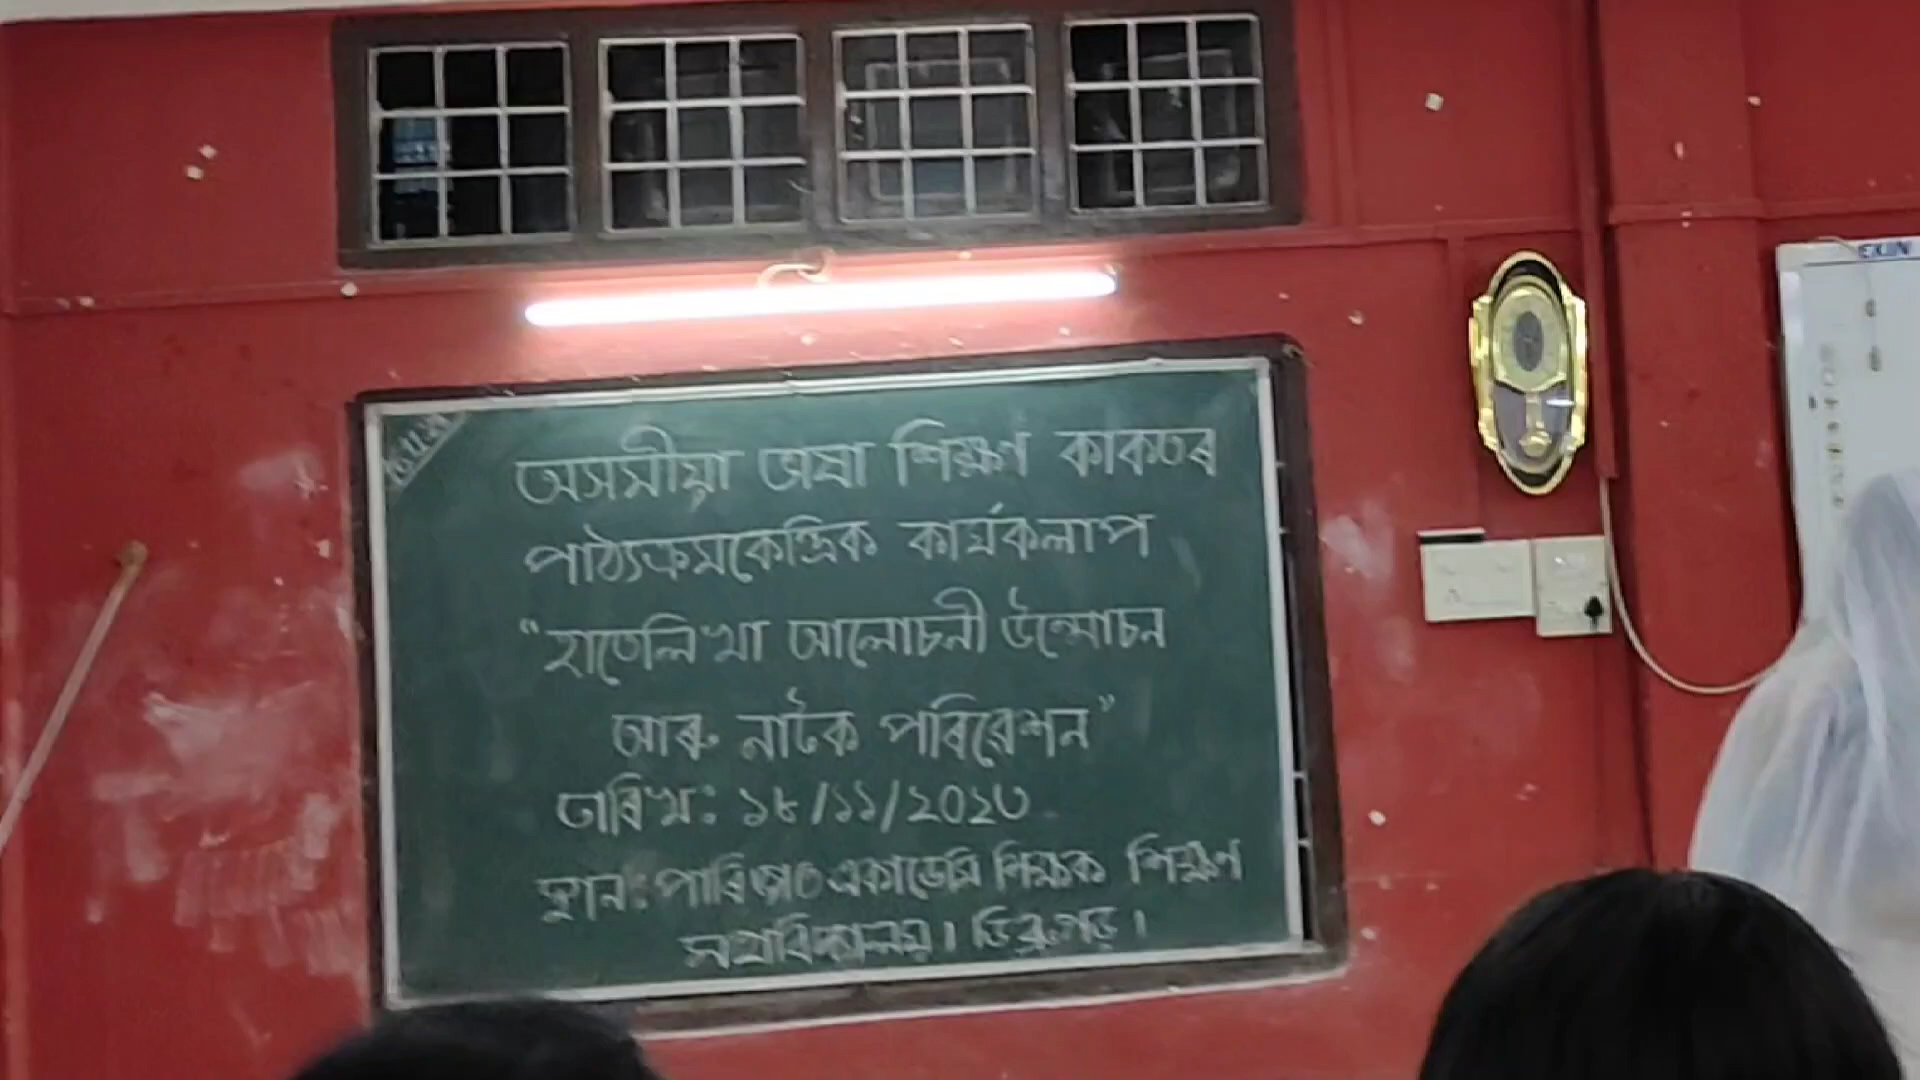 অসমীয়া ভাষা শিক্ষণ কাকতৰ
পাঠ্যক্ৰমকেন্দ্ৰিক কাৰ্যকলাপ
“হাতেলিখা আলোচনী উন্মোচন
আৰু নাটক পৰিৱেশন”
তাৰিখ: ১৮/১১/২০২৩
স্থান: একাডেমি শিক্ষক শিক্ষণ
মহাবিদ্যালয়। ডিব্ৰুগড়।